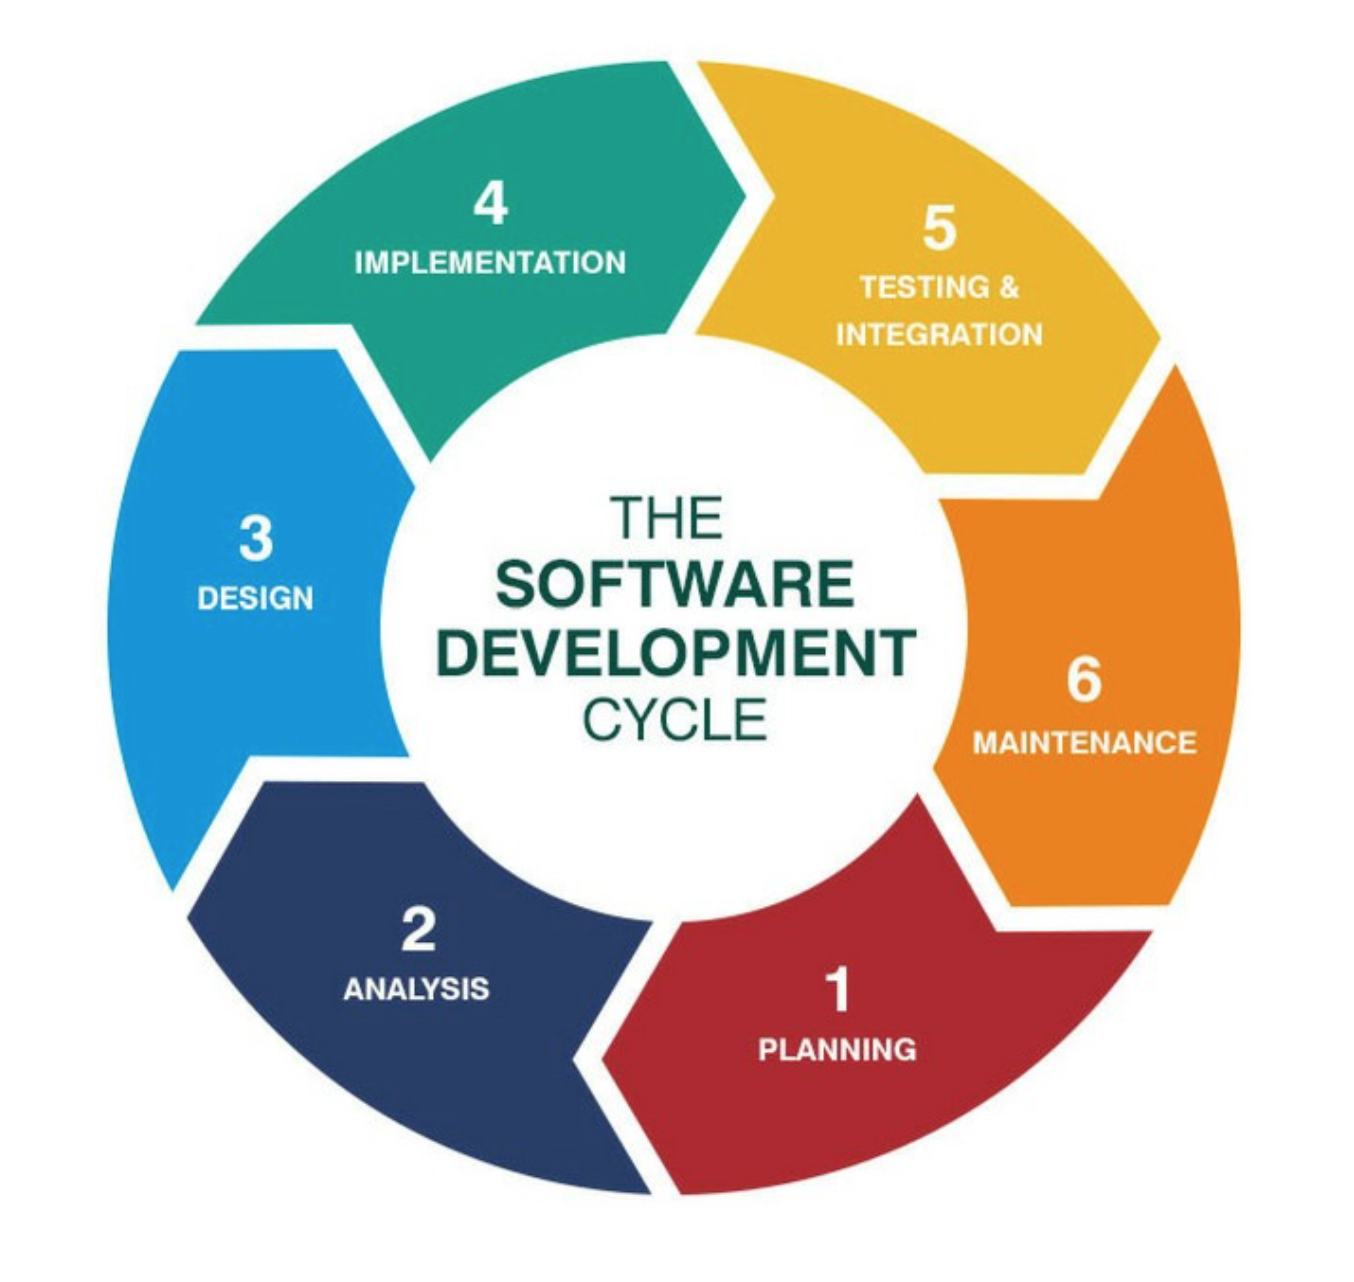 THE
SOFTWARE
DEVELOPMENT
CYCLE
1
PLANNING
2
ANALYSIS
3
DESIGN
4
IMPLEMENTATION
5
TESTING &
INTEGRATION
6
MAINTENANCE